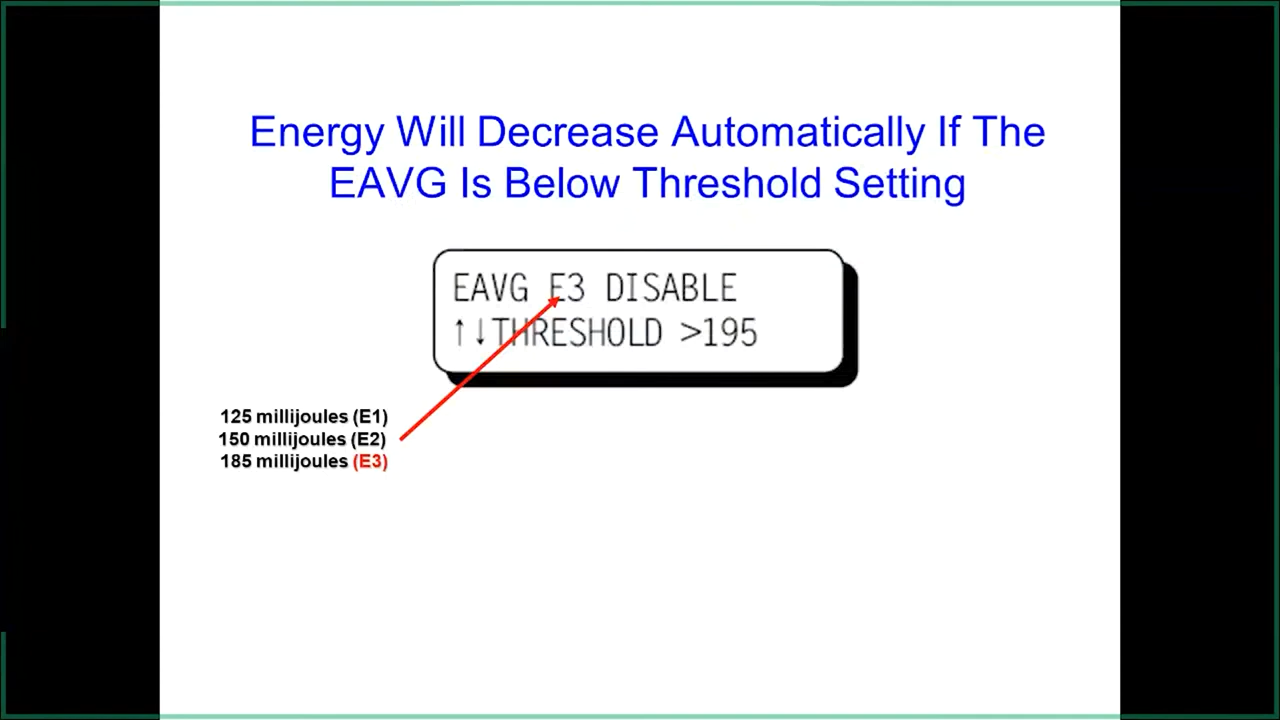 Energy Will Decrease Automatically If The
EAVG Is Below Threshold Setting
EAVG E3 DISABLE
↑↓THRESHOLD >195
125 millijoules (E1)
150 millijoules (E2)
185 millijoules (E3)